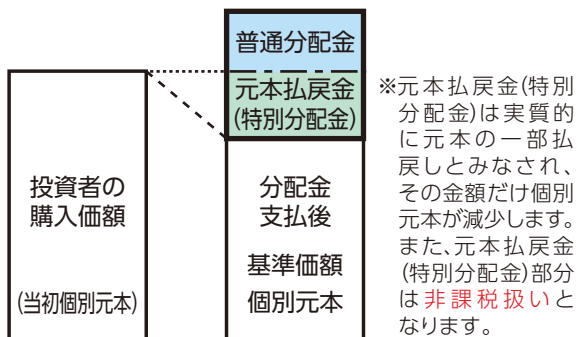 普通分配金
元本払戻金
(特別分配金)
投資者の
購入価額
(当初個別元本)
分配金
支払後
基準価額
個別元本
※元本払戻金(特別
分配金)は実質的
に元本の一部払
戻しとみなされ、
その金額だけ個別
元本が減少します。
また、元本払戻金
(特別分配金)部分
は非課税扱いと
なります。